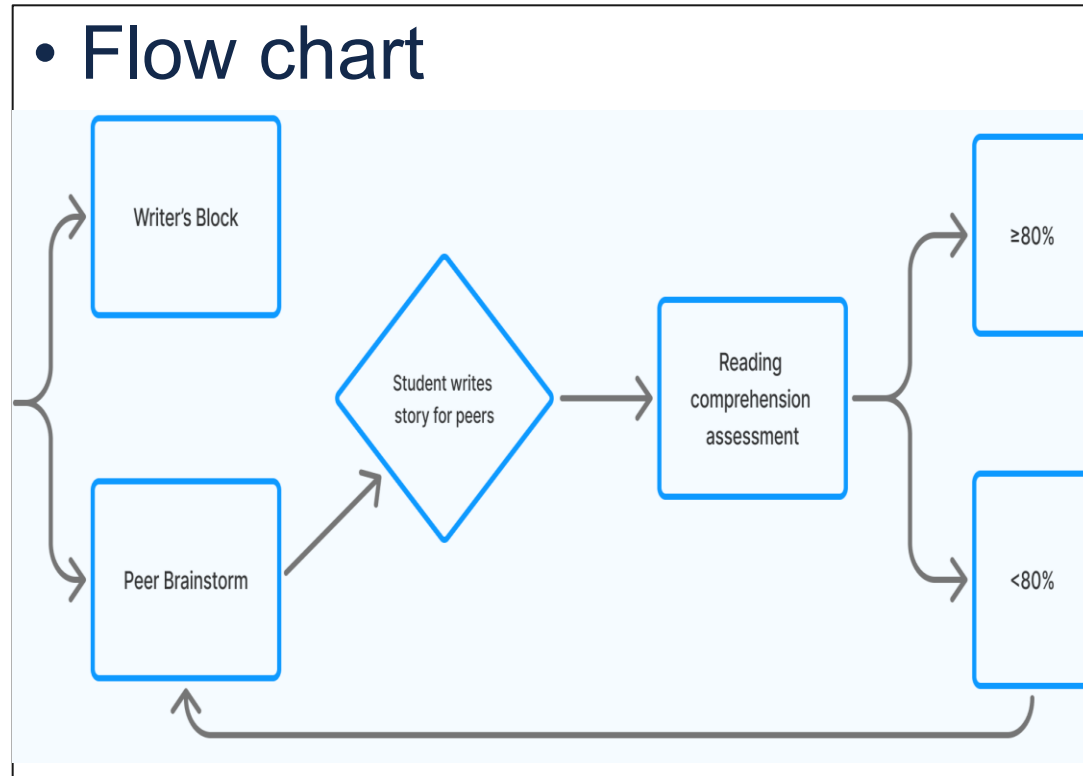 • Flow chart
Writer's Block
Peer Brainstorm
Student writes
story for peers
Reading
comprehension
assessment
≥80%
<80%